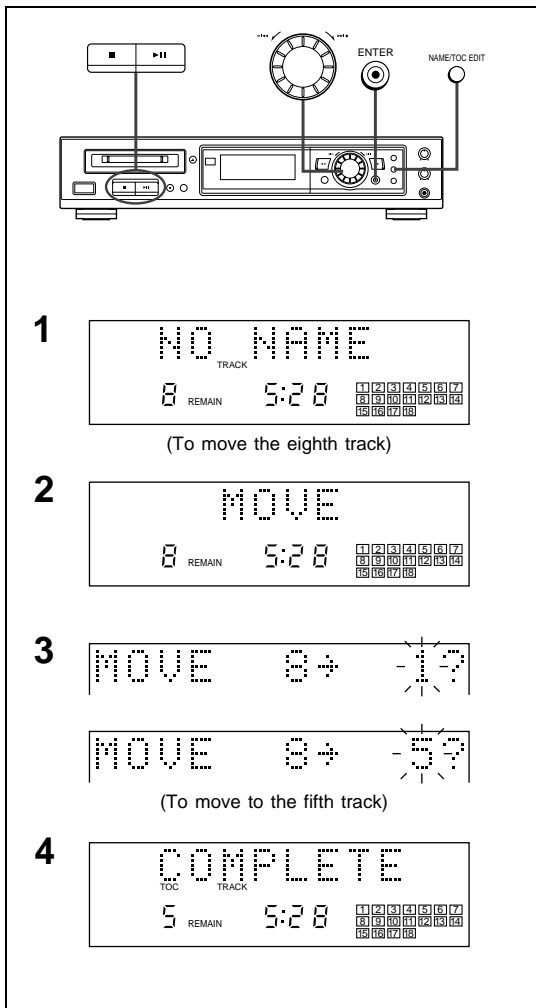 ENTER
NAME/TOC EDIT
1
NO NAME
TRACK
8 REMAIN 5:28
1 2 3 4 5 6 7
8 9 10 11 12 13 14
15 16 17 18
(To move the eighth track)
2
MOVE
8 REMAIN 5:28
1 2 3 4 5 6 7
8 9 10 11 12 13 14
15 16 17 18
3
MOVE 8→ 1?
MOVE 8→ 5?
(To move to the fifth track)
4
COMPLETE
TOC TRACK
5 REMAIN 5:28
1 2 3 4 5 6 7
8 9 10 11 12 13 14
15 16 17 18